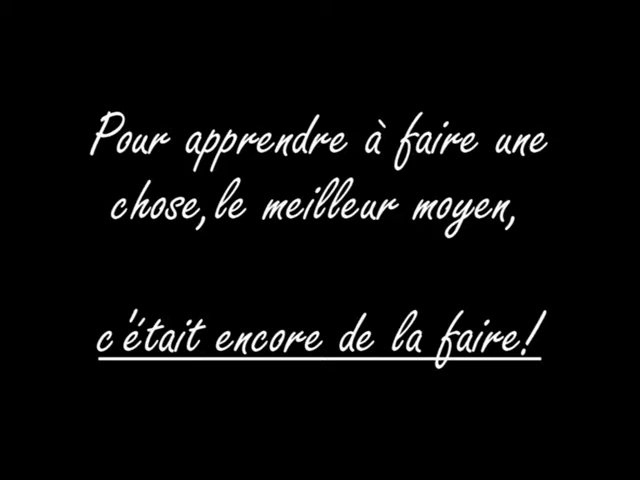 Pour apprendre à faire une
chose,le meilleur moyen,
c'était encore de la faire!